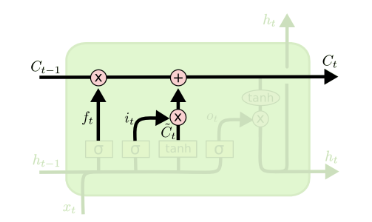 h_t
C_{t-1} x + C_t
tanh
f_t i_t x C̃_t o_t x
σ σ tanh σ
h_{t-1} h_t
x_t